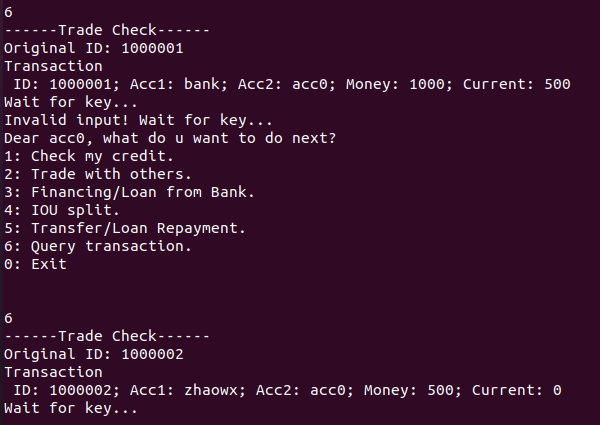 6
------Trade Check------
Original ID: 1000001
Transaction
 ID: 1000001; Acc1: bank; Acc2: acc0; Money: 1000; Current: 500
Wait for key...
Invalid input! Wait for key...
Dear acc0, what do u want to do next?
1: Check my credit.
2: Trade with others.
3: Financing/Loan from Bank.
4: IOU split.
5: Transfer/Loan Repayment.
6: Query transaction.
0: Exit
6
------Trade Check------
Original ID: 1000002
Transaction
 ID: 1000002; Acc1: zhaowx; Acc2: acc0; Money: 500; Current: 0
Wait for key...